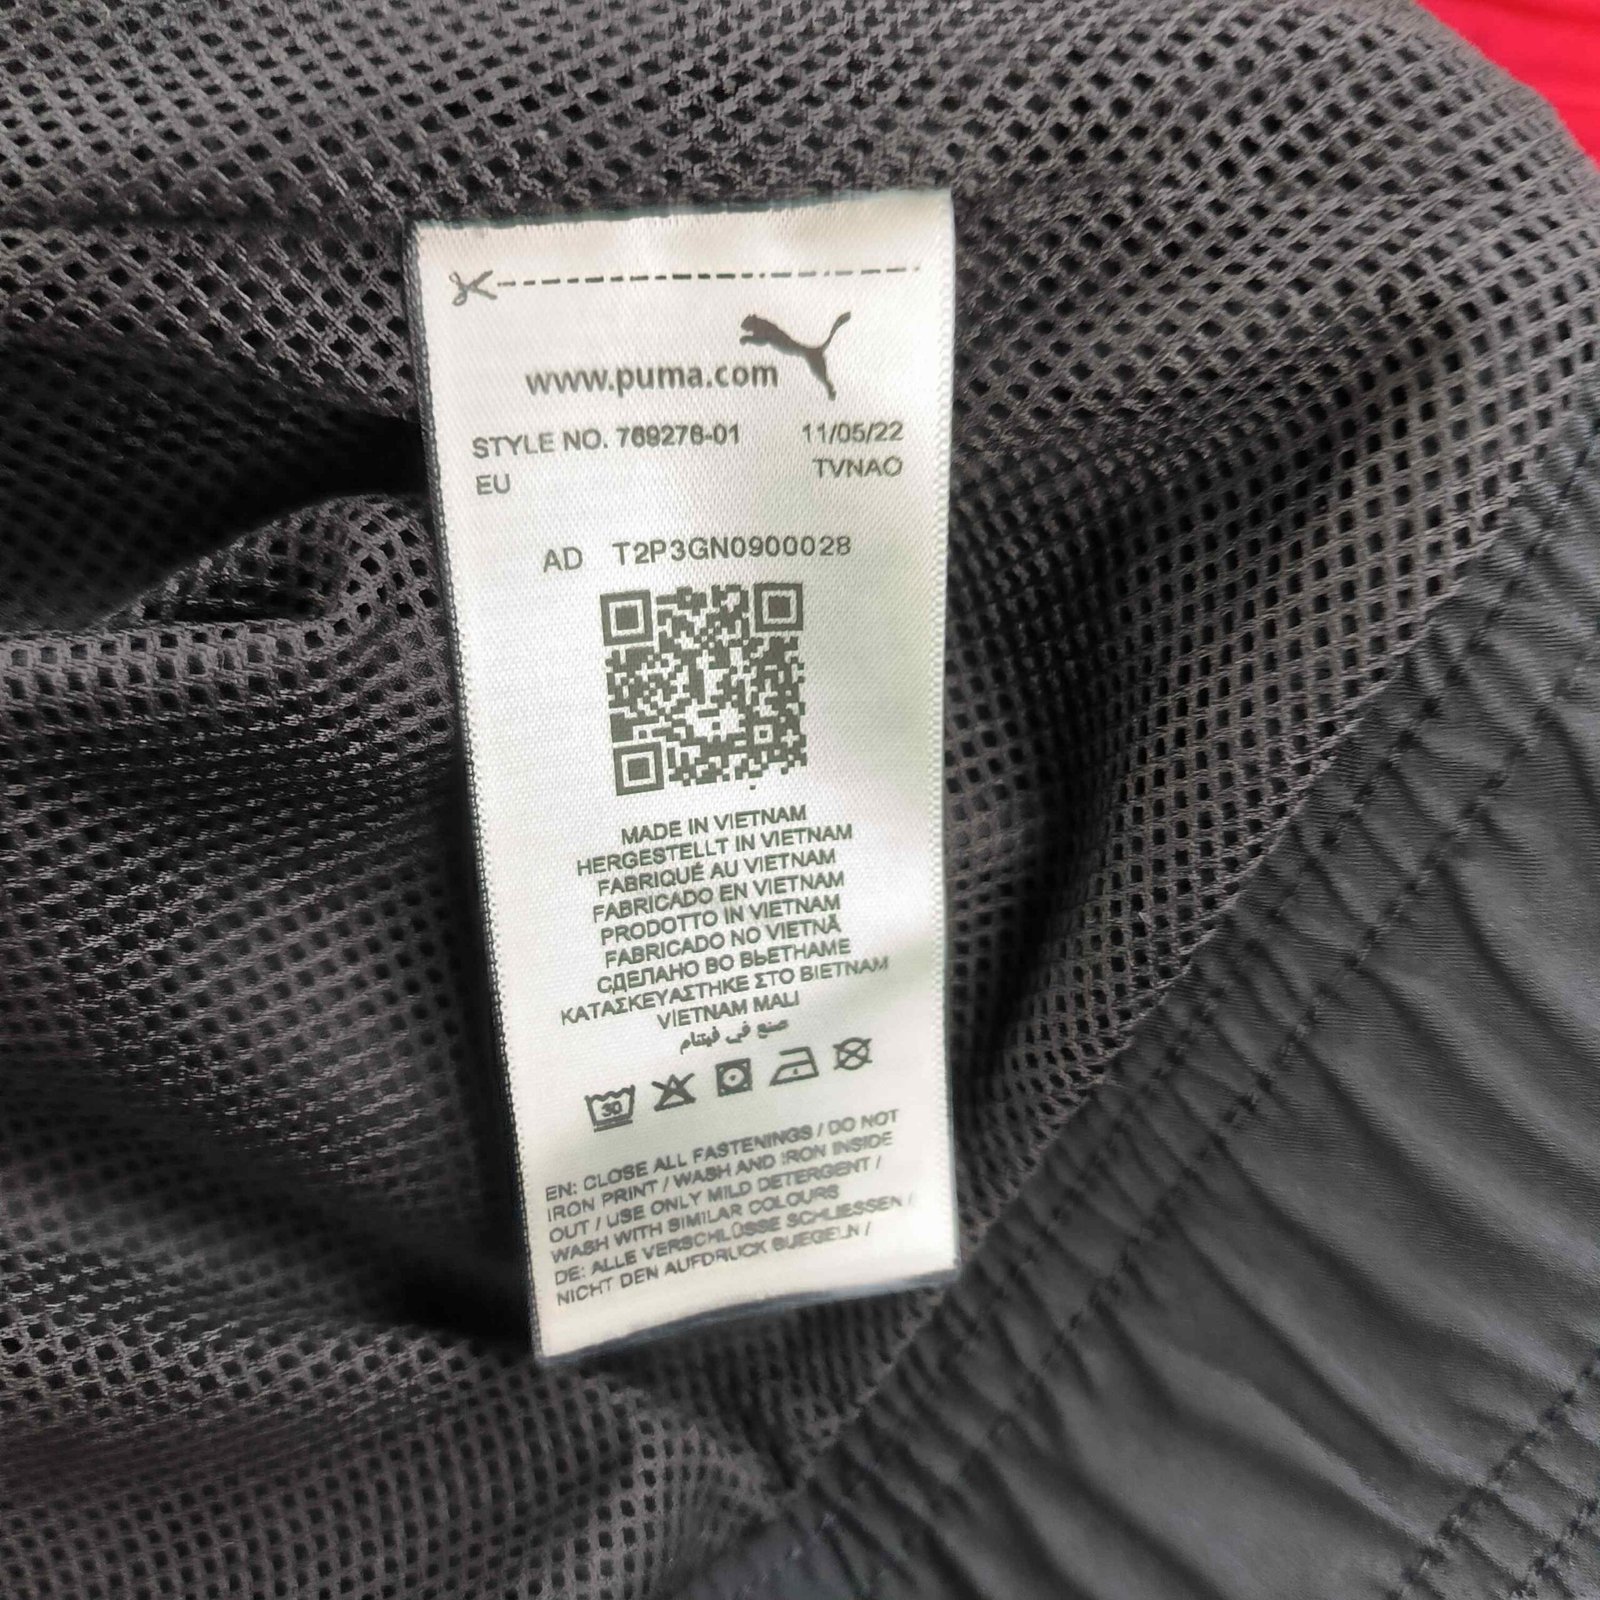 www.puma.com
STYLE NO. 769276-01 11/05/22
EU TVNAO
AD T2P3GN0900028
MADE IN VIETNAM
HERGESTELLT IN VIETNAM
FABRIQUÉ AU VIETNAM
FABRICADO EN VIETNAM
PRODOTTO IN VIETNAM
FABRICADO NO VIETNÃ
СДЕЛАНО ВО ВЬЕТНАМЕ
ΚΑΤΑΣΚΕΥΑΣΤΗΚΕ ΣΤΟ ΒΙΕΤΝΑΜ
VIETNAM MALI
صنع في فيتنام
30
EN: CLOSE ALL FASTENINGS / DO NOT
IRON PRINT / WASH AND IRON INSIDE
OUT / USE ONLY MILD DETERGENT /
WASH WITH SIMILAR COLOURS
DE: ALLE VERSCHLÜSSE SCHLIESSEN /
NICHT DEN AUFDRUCK BUEGELN /